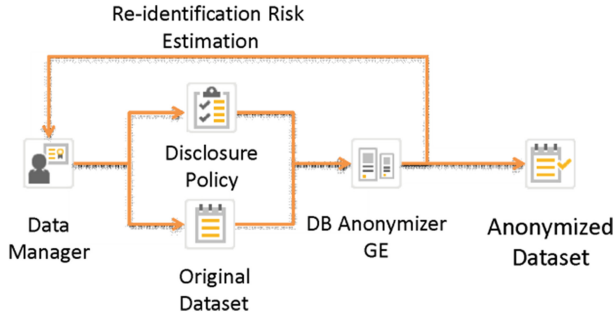 Re-identification Risk
Estimation
Disclosure
Policy
Data
Manager
Original
Dataset
DB Anonymizer
GE
Anonymized
Dataset